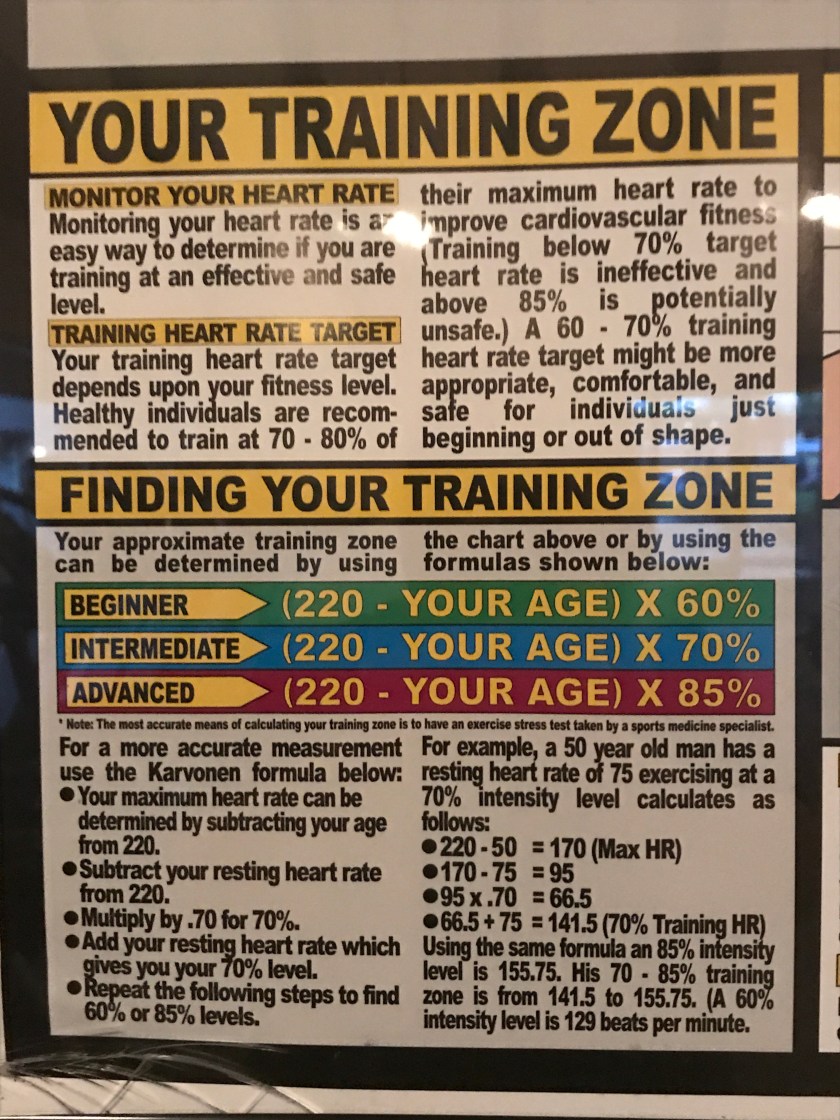 YOUR TRAINING ZONE
MONITOR YOUR HEART RATE
Monitoring your heart rate is an
easy way to determine if you are
training at an effective and safe
level.
TRAINING HEART RATE TARGET
Your training heart rate target
depends upon your fitness level.
Healthy individuals are recom-
mended to train at 70 - 80% of
their maximum heart rate to
improve cardiovascular fitness
(Training below 70% target
heart rate is ineffective and
above 85% is potentially
unsafe.) A 60 - 70% training
heart rate target might be more
appropriate, comfortable, and
safe for individuals just
beginning or out of shape.
FINDING YOUR TRAINING ZONE
Your approximate training zone
can be determined by using
the chart above or by using the
formulas shown below:
BEGINNER (220 - YOUR AGE) X 60%
INTERMEDIATE (220 - YOUR AGE) X 70%
ADVANCED (220 - YOUR AGE) X 85%
* Note: The most accurate means of calculating your training zone is to have an exercise stress test taken by a sports medicine specialist.
For a more accurate measurement
use the Karvonen formula below:
● Your maximum heart rate can be
determined by subtracting your age
from 220.
● Subtract your resting heart rate
from 220.
● Multiply by .70 for 70%.
● Add your resting heart rate which
gives you your 70% level.
● Repeat the following steps to find
60% or 85% levels.
For example, a 50 year old man has a
resting heart rate of 75 exercising at a
70% intensity level calculates as
follows:
● 220 - 50 = 170 (Max HR)
● 170 - 75 = 95
● 95 x .70 = 66.5
● 66.5 + 75 = 141.5 (70% Training HR)
Using the same formula an 85% intensity
level is 155.75. His 70 - 85% training
zone is from 141.5 to 155.75. (A 60%
intensity level is 129 beats per minute.